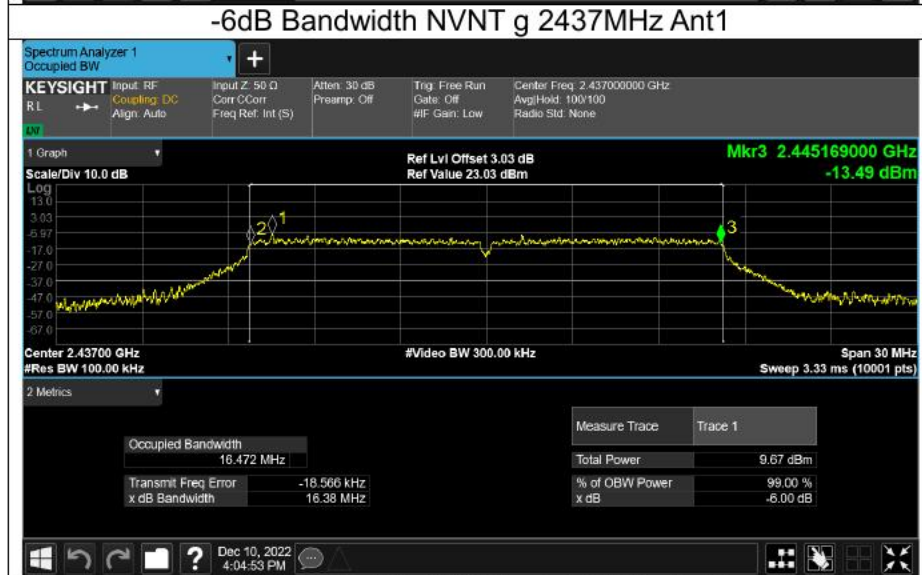 -6dB Bandwidth NVNT g 2437MHz Ant1
Spectrum Analyzer 1
Occupied BW
+
KEYSIGHT Input: RF Input Z: 50 Ω Atten: 30 dB Trig: Free Run Center Freq: 2.437000000 GHz
RL Coupling: DC Corr CCorr Preamp: Off Gate: Off Avg|Hold: 100/100
Align: Auto Freq Ref: Int (S) #IF Gain: Low Radio Std: None
LXI
1 Graph Ref Lvl Offset 3.03 dB Mkr3 2.445169000 GHz
Scale/Div 10.0 dB Ref Value 23.03 dBm -13.49 dBm
Log
13.0
3.03
-6.97
-17.0
-27.0
-37.0
-47.0
-57.0
-67.0
2 1 3
Center 2.43700 GHz #Video BW 300.00 kHz Span 30 MHz
#Res BW 100.00 kHz Sweep 3.33 ms (10001 pts)
2 Metrics
Measure Trace Trace 1
Occupied Bandwidth
16.472 MHz Total Power 9.67 dBm
Transmit Freq Error -18.566 kHz % of OBW Power 99.00 %
x dB Bandwidth 16.38 MHz x dB -6.00 dB
? Dec 10, 2022
4:04:53 PM